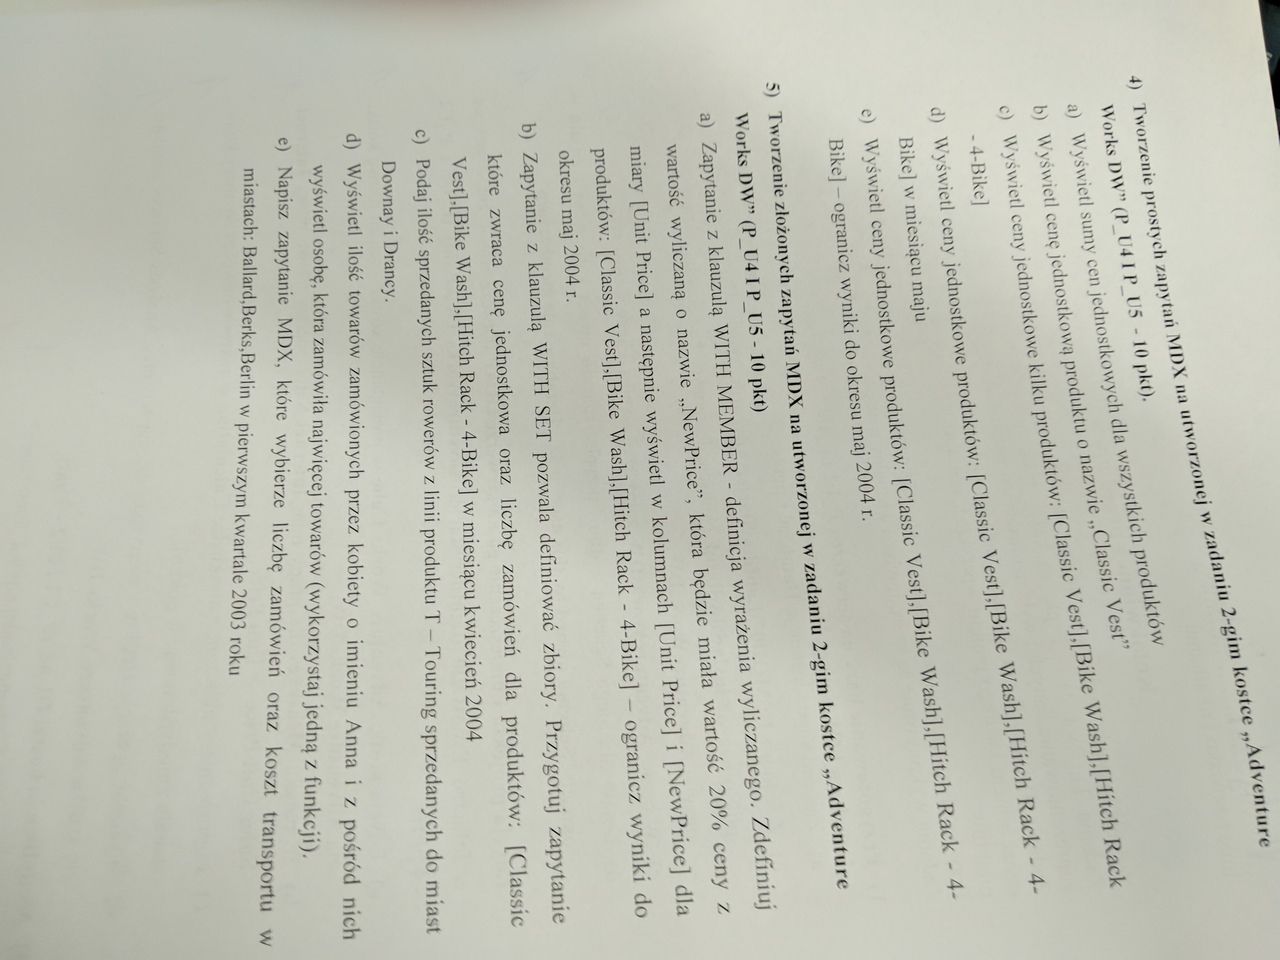 4) Tworzenie prostych zapytań MDX na utworzonej w zadaniu 2-gim kostce „Adventure
Works DW” (P_U4 I P_U5 - 10 pkt).
a) Wyświetl sumy cen jednostkowych dla wszystkich produktów
b) Wyświetl cenę jednostkową produktu o nazwie „Classic Vest”
c) Wyświetl ceny jednostkowe kilku produktów: [Classic Vest],[Bike Wash],[Hitch Rack
- 4-Bike]
d) Wyświetl ceny jednostkowe produktów: [Classic Vest],[Bike Wash],[Hitch Rack - 4-
Bike] w miesiącu maju
e) Wyświetl ceny jednostkowe produktów: [Classic Vest],[Bike Wash],[Hitch Rack - 4-
Bike] – ogranicz wyniki do okresu maj 2004 r.
5) Tworzenie złożonych zapytań MDX na utworzonej w zadaniu 2-gim kostce „Adventure
Works DW” (P_U4 I P_U5 - 10 pkt)
a) Zapytanie z klauzulą WITH MEMBER - definicja wyrażenia wyliczanego. Zdefiniuj
wartość wyliczaną o nazwie „NewPrice”, która będzie miała wartość 20% ceny z
miary [Unit Price] a następnie wyświetl w kolumnach [Unit Price] i [NewPrice] dla
produktów: [Classic Vest],[Bike Wash],[Hitch Rack - 4-Bike] – ogranicz wyniki do
okresu maj 2004 r.
b) Zapytanie z klauzulą WITH SET pozwala definiować zbiory. Przygotuj zapytanie
które zwraca cenę jednostkowa oraz liczbę zamówień dla produktów: [Classic
Vest],[Bike Wash],[Hitch Rack - 4-Bike] w miesiącu kwiecień 2004
c) Podaj ilość sprzedanych sztuk rowerów z linii produktu T – Touring sprzedanych do miast
Downay i Drancy.
d) Wyświetl ilość towarów zamówionych przez kobiety o imieniu Anna i z pośród nich
wyświetl osobę, która zamówiła najwięcej towarów (wykorzystaj jedną z funkcji).
e) Napisz zapytanie MDX, które wybierze liczbę zamówień oraz koszt transportu w
miastach: Ballard,Berks,Berlin w pierwszym kwartale 2003 roku